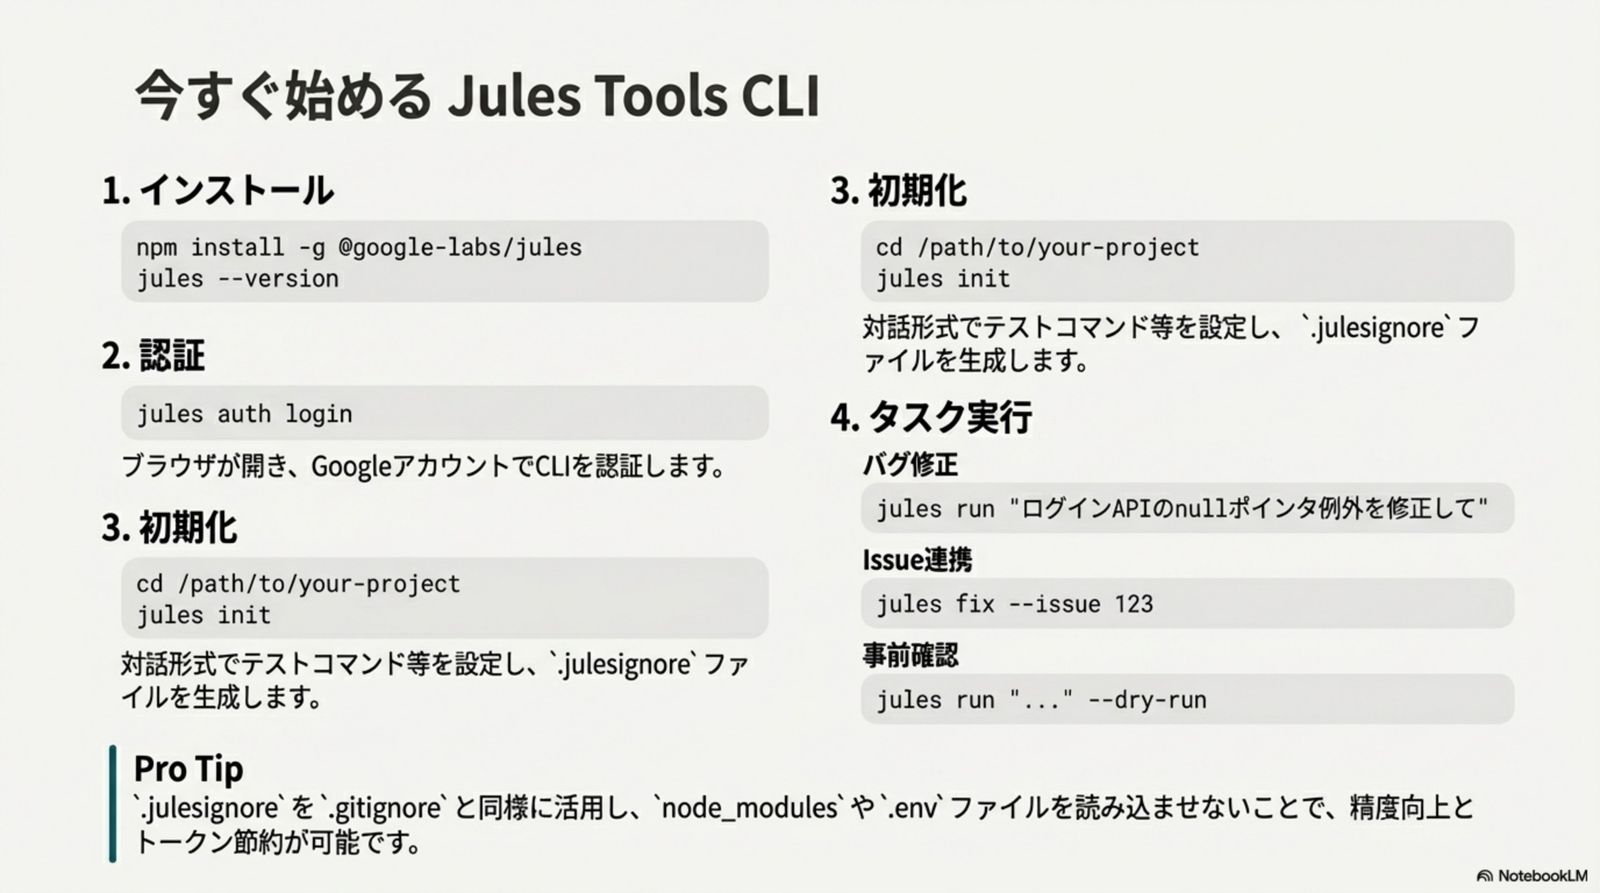 今すぐ始める Jules Tools CLI
1. インストール
npm install -g @google-labs/jules
jules --version
2. 認証
jules auth login
ブラウザが開き、GoogleアカウントでCLIを認証します。
3. 初期化
cd /path/to/your-project
jules init
対話形式でテストコマンド等を設定し、`.julesignore`ファ
イルを生成します。
3. 初期化
cd /path/to/your-project
jules init
対話形式でテストコマンド等を設定し、`.julesignore`フ
ァイルを生成します。
4. タスク実行
バグ修正
jules run "ログインAPIのnullポインタ例外を修正して"
Issue連携
jules fix --issue 123
事前確認
jules run "..." --dry-run
Pro Tip
`.julesignore`を`.gitignore`と同様に活用し、`node_modules`や`.env`ファイルを読み込ませないことで、精度向上と
トークン節約が可能です。
NotebookLM